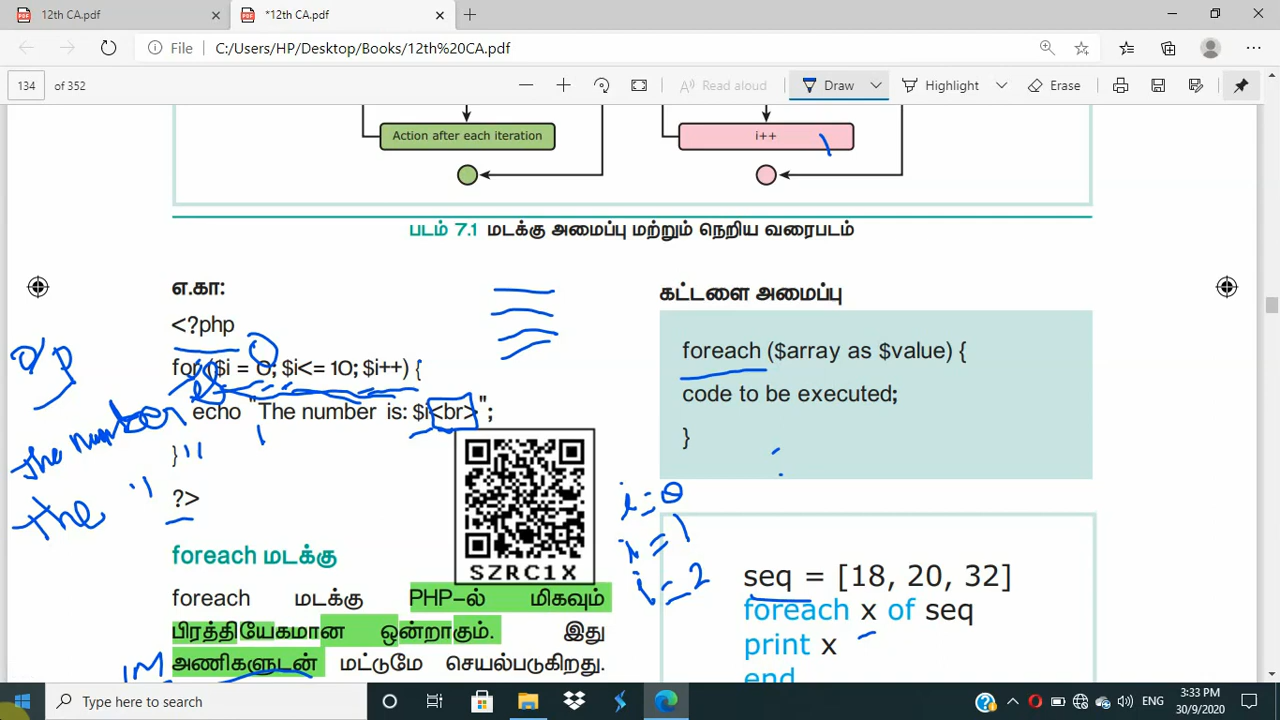 12th CA.pdf
*12th CA.pdf
File C:/Users/HP/Desktop/Books/12th%20CA.pdf
134 of 352
Read aloud Draw Highlight Erase
Action after each iteration
i++
படம் 7.1 மடக்கு அமைப்பு மற்றும் நெறிய வரைபடம்
எ.கா:
<?php
for ($i = 0; $i<= 10; $i++) {
echo "The number is: $i<br>";
}
?>
O/P
The number is
The
0
1
foreach மடக்கு
foreach மடக்கு PHP-ல் மிகவும்
பிரத்தியேகமான ஒன்றாகும். இது
அணிகளுடன் மட்டுமே செயல்படுகிறது.
1M
SZRC1X
கட்டளை அமைப்பு
foreach ($array as $value) {
code to be executed;
}
i=0
i=1
i=2
seq = [18, 20, 32]
foreach x of seq
print x
end
Type here to search
ENG
3:33 PM
30/9/2020